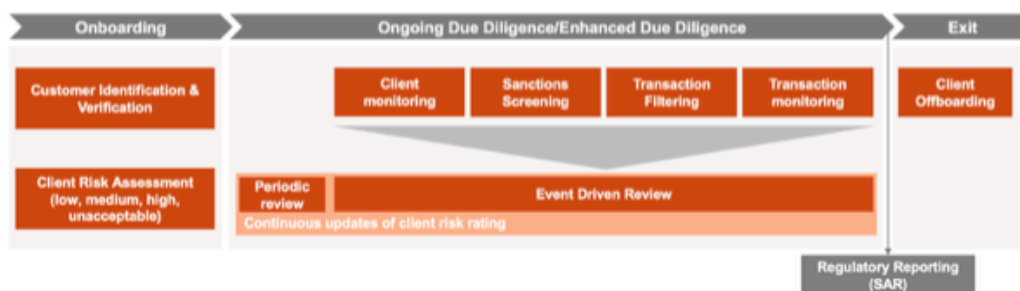 Onboarding
Ongoing Due Diligence/Enhanced Due Diligence
Exit
Customer Identification &
Verification
Client
monitoring
Sanctions
Screening
Transaction
Filtering
Transaction
monitoring
Client
Offboarding
Client Risk Assessment
(low, medium, high,
unacceptable)
Periodic
review
Event Driven Review
Continuous updates of client risk rating
Regulatory Reporting
(SAR)